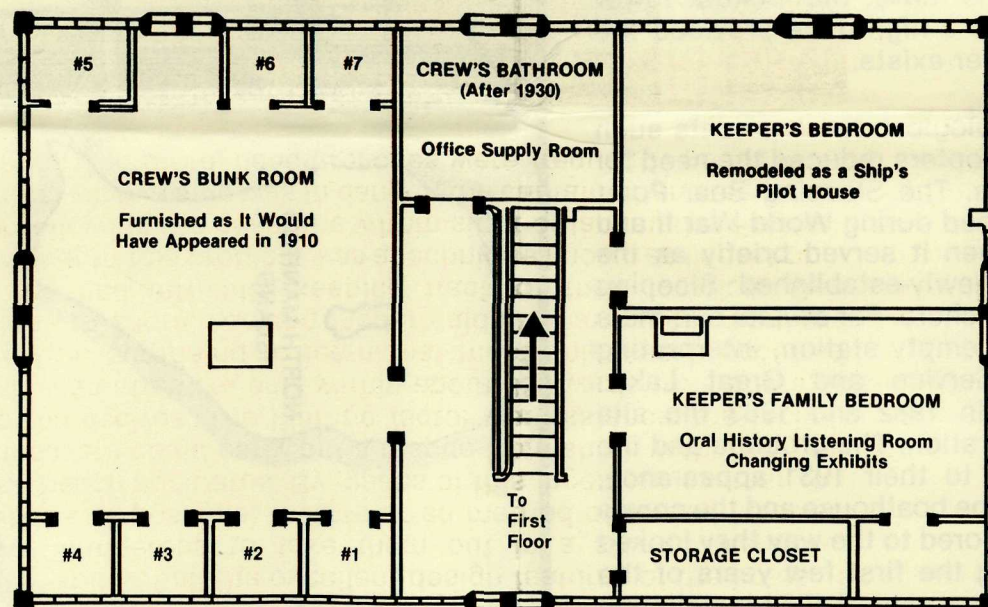 #5
#6
#7
CREW'S BATHROOM
(After 1930)
Office Supply Room
KEEPER'S BEDROOM
Remodeled as a Ship's
Pilot House
CREW'S BUNK ROOM
Furnished as It Would
Have Appeared in 1910
KEEPER'S FAMILY BEDROOM
Oral History Listening Room
Changing Exhibits
To
First
Floor
#4
#3
#2
#1
STORAGE CLOSET